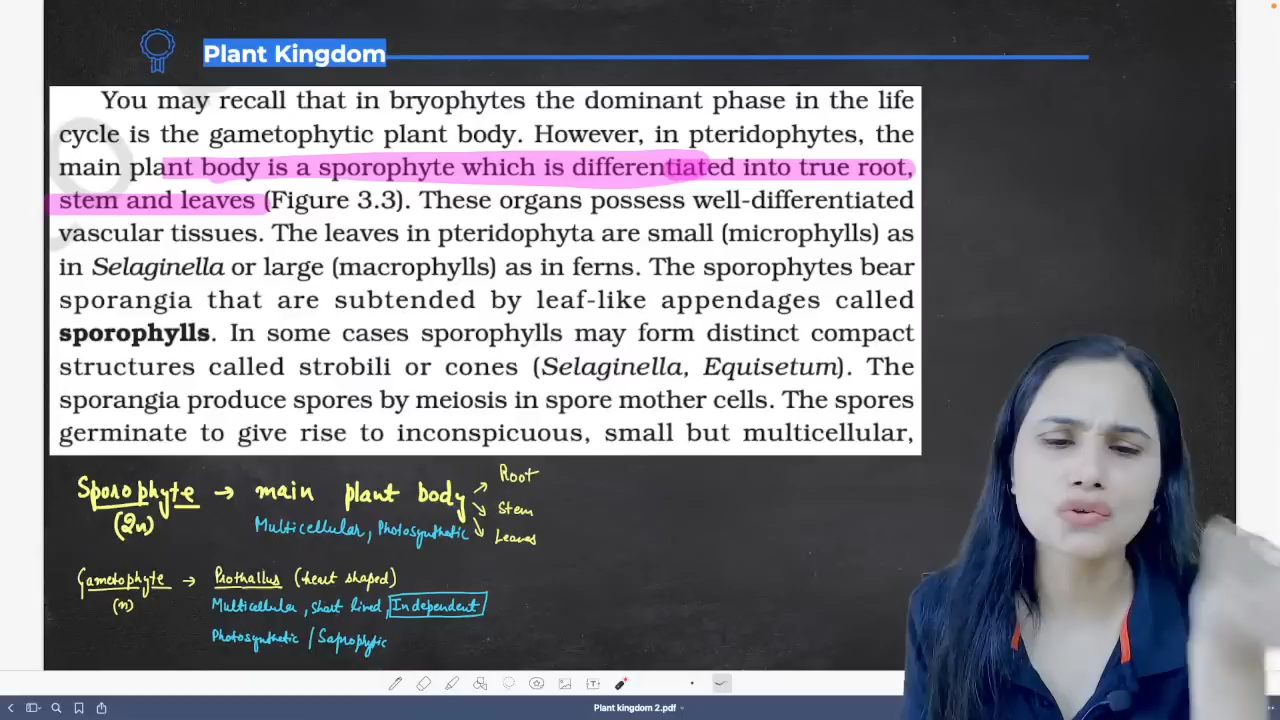 Plant Kingdom
You may recall that in bryophytes the dominant phase in the life
cycle is the gametophytic plant body. However, in pteridophytes, the
main plant body is a sporophyte which is differentiated into true root,
stem and leaves (Figure 3.3). These organs possess well-differentiated
vascular tissues. The leaves in pteridophyta are small (microphylls) as
in Selaginella or large (macrophylls) as in ferns. The sporophytes bear
sporangia that are subtended by leaf-like appendages called
sporophylls. In some cases sporophylls may form distinct compact
structures called strobili or cones (Selaginella, Equisetum). The
sporangia produce spores by meiosis in spore mother cells. The spores
germinate to give rise to inconspicuous, small but multicellular,
Root
Sporophyte → main plant body
Stem
(2n)
Multicellular, Photosynthetic
Leaves
Gametophyte → Prothallus (heart shaped)
(n)
Multicellular, short lived, Independent
Photosynthetic / Saprophytic
Plant kingdom 2.pdf